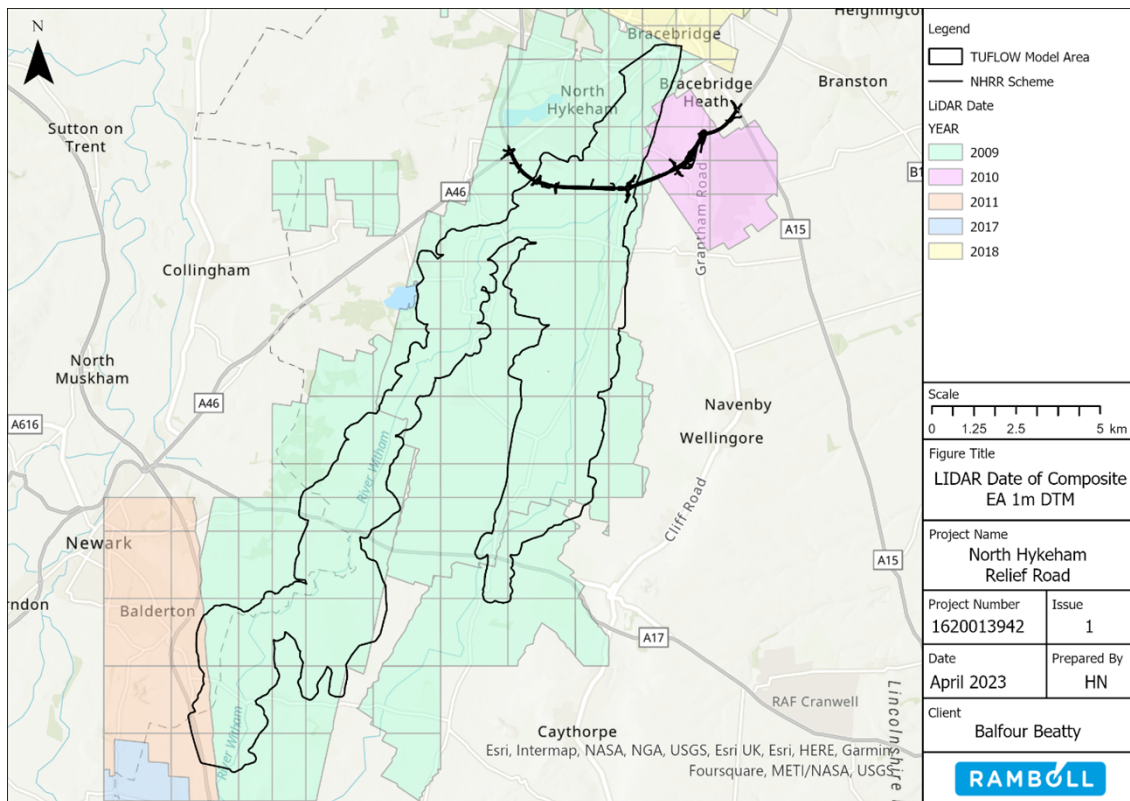 N
Heighington
Bracebridge
Branston
North
Hykeham
Bracebridge
Heath
Sutton on
Trent
A46
B1
Grantham Road
A15
Collingham
North
Muskham
A46
A616
Navenby
Wellingore
River Witham
Cliff Road
Newark
A15
rndon
Balderton
A17
RAF Cranwell
Lincolnshire
River Witham
Caythorpe
Esri, Intermap, NASA, NGA, USGS, Esri UK, Esri, HERE, Garmin,
Foursquare, METI/NASA, USGS
Legend
TUFLOW Model Area
NHRR Scheme
LiDAR Date
YEAR
2009
2010
2011
2017
2018
Scale
0 1.25 2.5 5 km
Figure Title
LIDAR Date of Composite
EA 1m DTM
Project Name
North Hykeham
Relief Road
Project Number
1620013942
Issue
1
Date
April 2023
Prepared By
HN
Client
Balfour Beatty
RAMBOLL